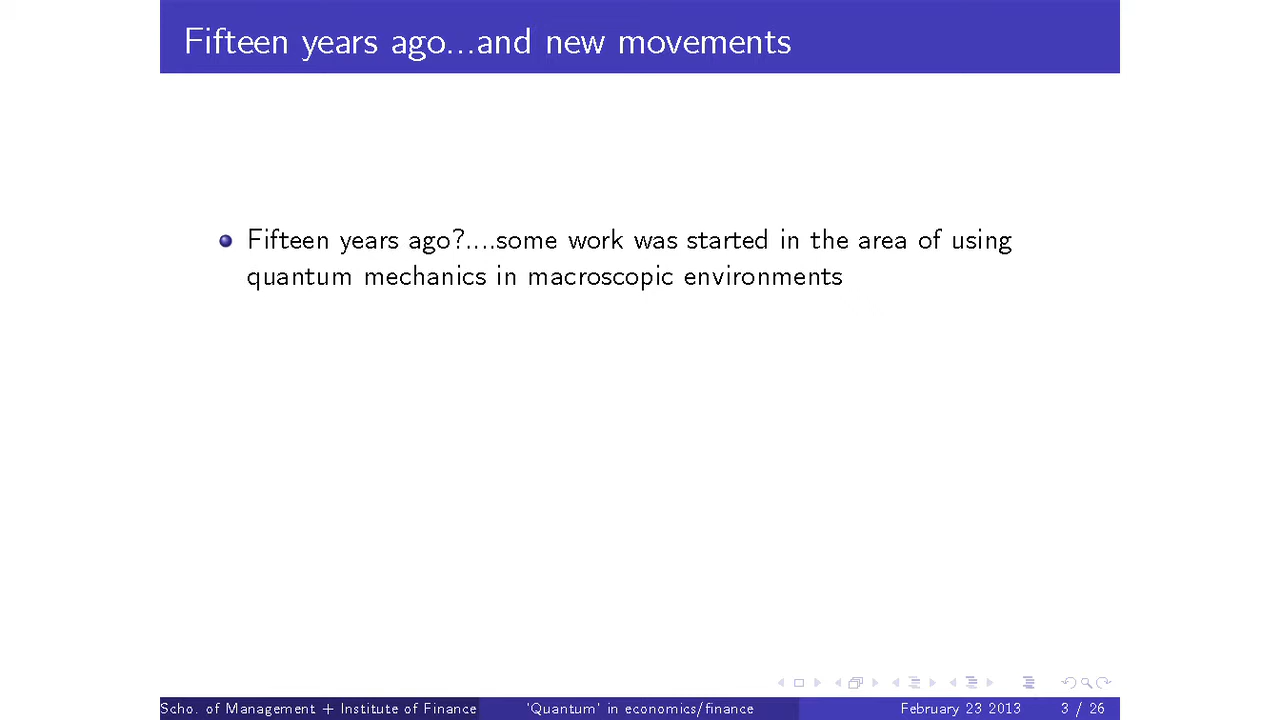 Fifteen years ago...and new movements
Fifteen years ago?....some work was started in the area of using
quantum mechanics in macroscopic environments
Scho. of Management + Institute of Finance
'Quantum' in economics/finance
February 23 2013
3 / 26